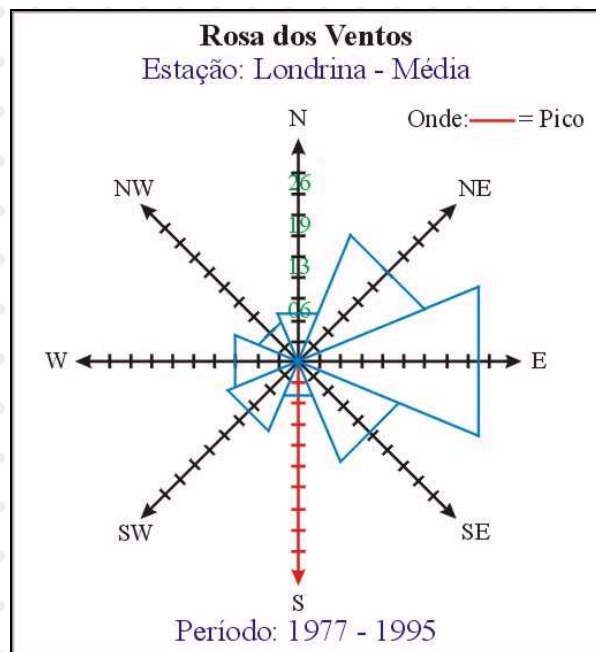 Rosa dos Ventos
Estação: Londrina - Média
Onde: = Pico
N
NW
NE
26
19
13
06
W
E
SW
SE
S
Período: 1977 - 1995